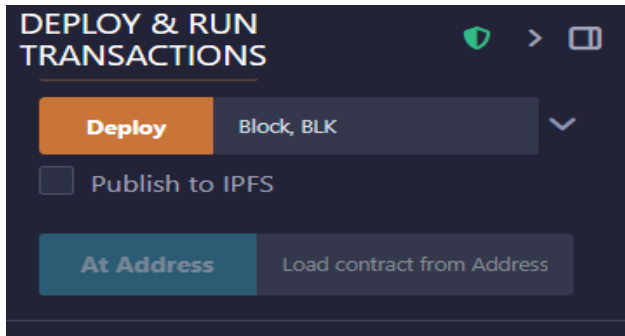 DEPLOY & RUN
TRANSACTIONS
Deploy Block, BLK
Publish to IPFS
At Address Load contract from Address